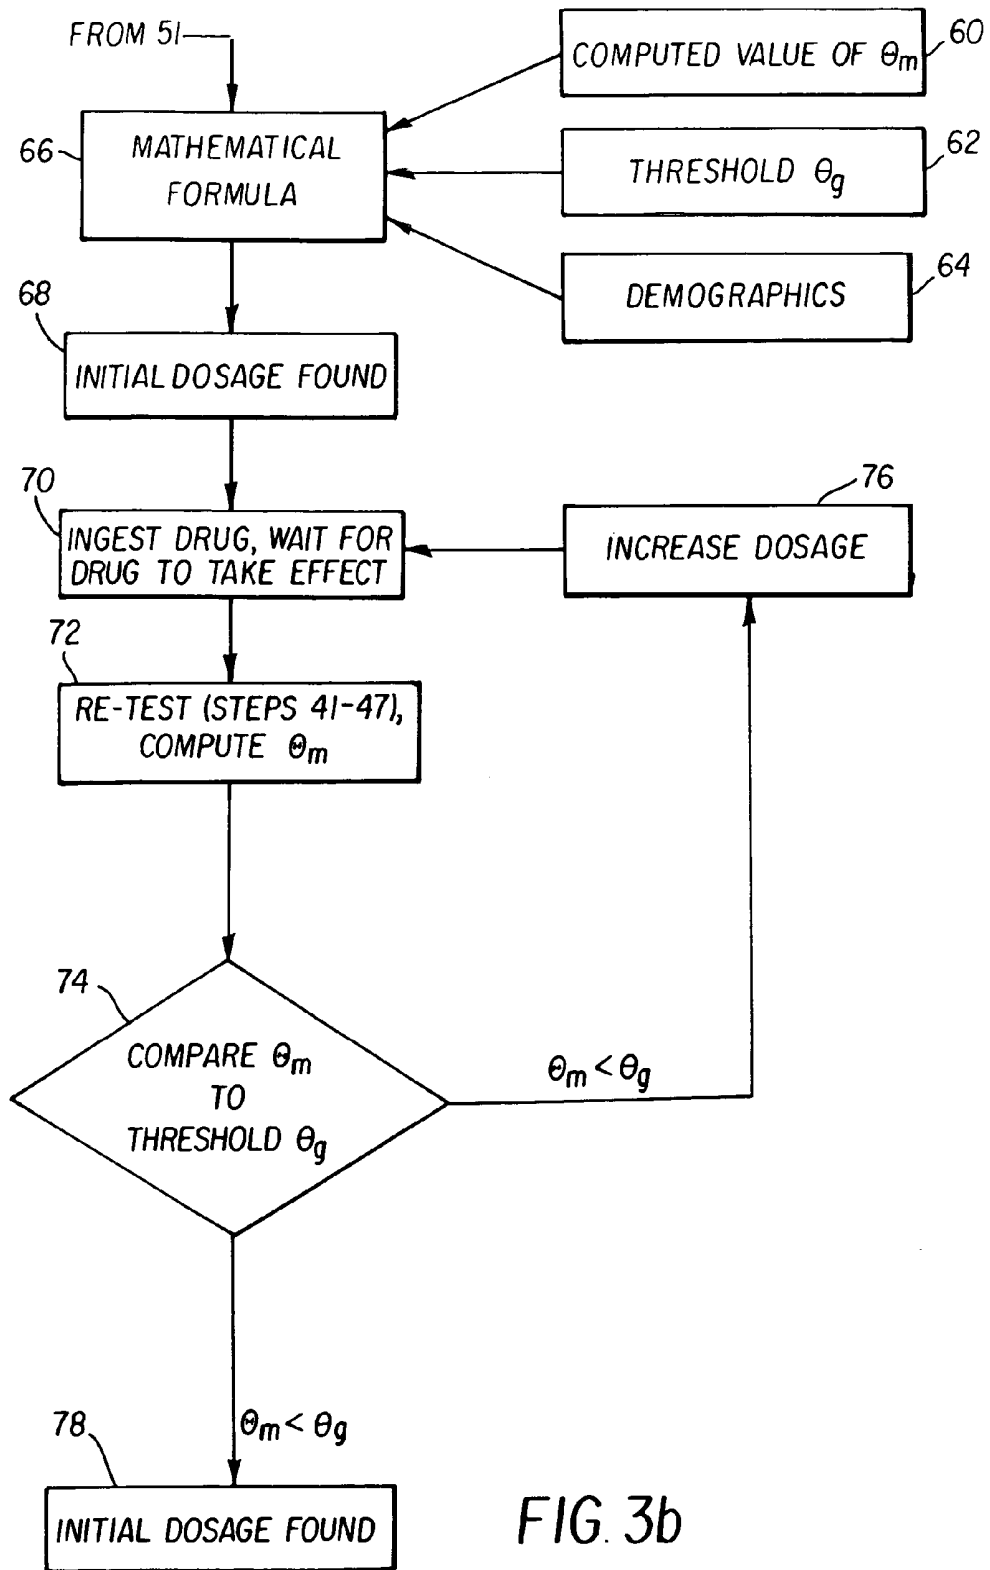 FROM 51
60
COMPUTED VALUE OF θm
66
MATHEMATICAL
FORMULA
62
THRESHOLD θg
64
DEMOGRAPHICS
68
INITIAL DOSAGE FOUND
70
INGEST DRUG, WAIT FOR
DRUG TO TAKE EFFECT
76
INCREASE DOSAGE
72
RE-TEST (STEPS 41-47),
COMPUTE θm
74
COMPARE θm
TO
THRESHOLD θg
θm < θg
θm < θg
78
INITIAL DOSAGE FOUND
FIG. 3b